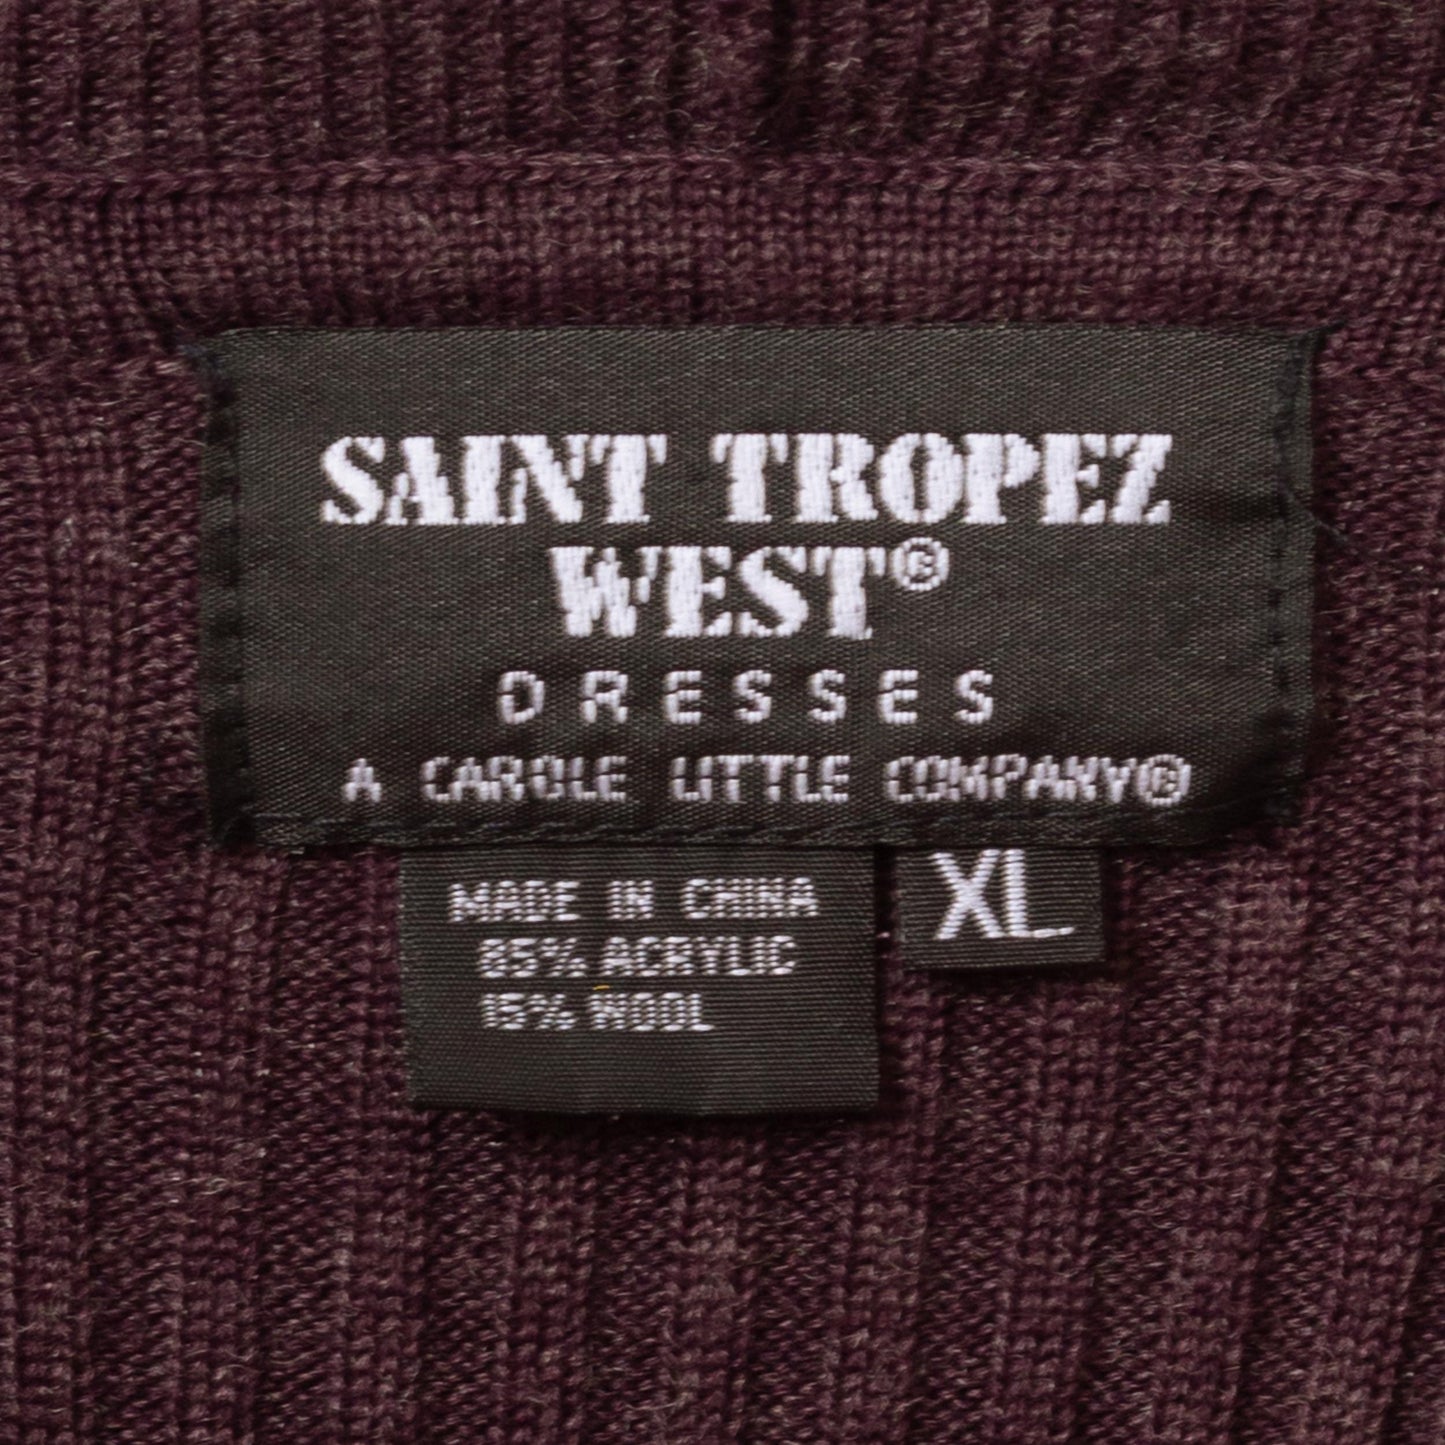 SAINT TROPEZ
WEST®
DRESSES
A CAROLE LITTLE COMPANY®
MADE IN CHINA
XL
85% ACRYLIC
15% WOOL